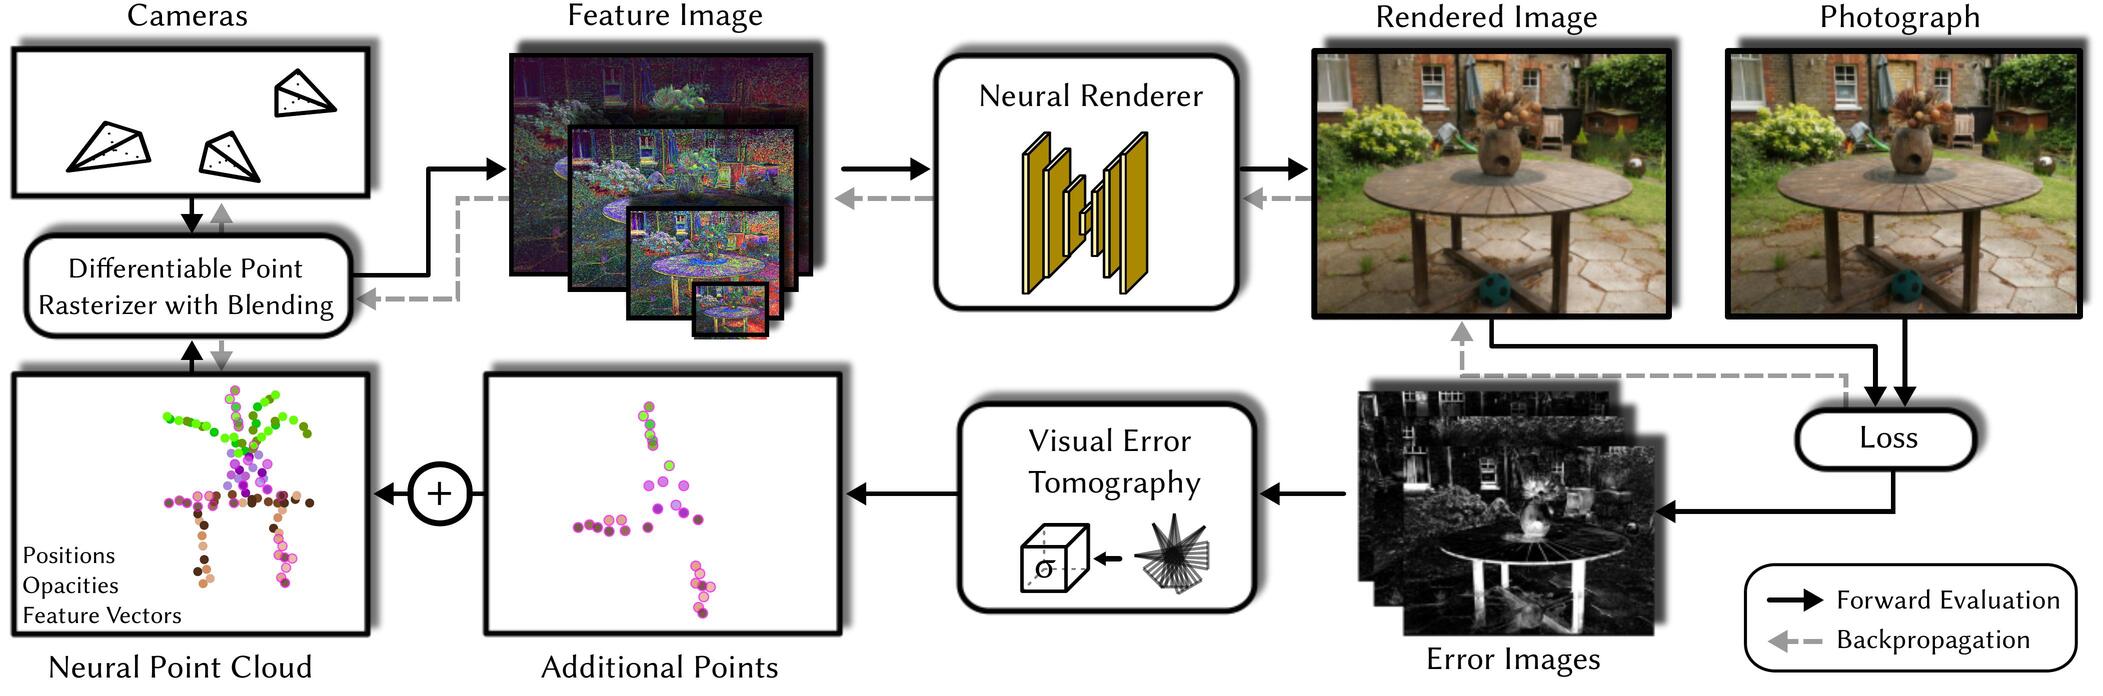 Cameras
Feature Image
Rendered Image
Photograph
Neural Renderer
Differentiable Point
Rasterizer with Blending
Loss
Visual Error
Tomography
σ
+
Positions
Opacities
Feature Vectors
Forward Evaluation
Backpropagation
Neural Point Cloud
Additional Points
Error Images